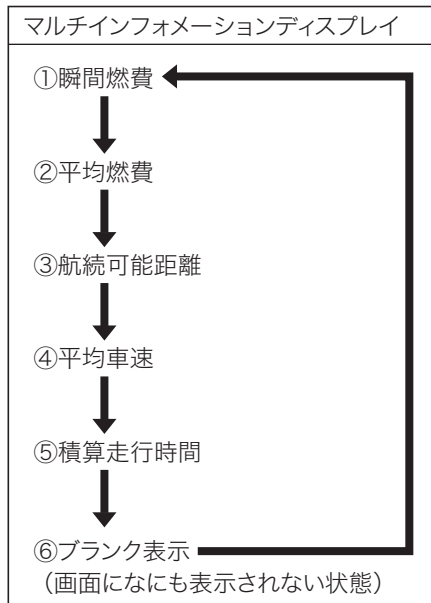 マルチインフォメーションディスプレイ
①瞬間燃費
②平均燃費
③航続可能距離
④平均車速
⑤積算走行時間
⑥ブランク表示
（画面になにも表示されない状態）